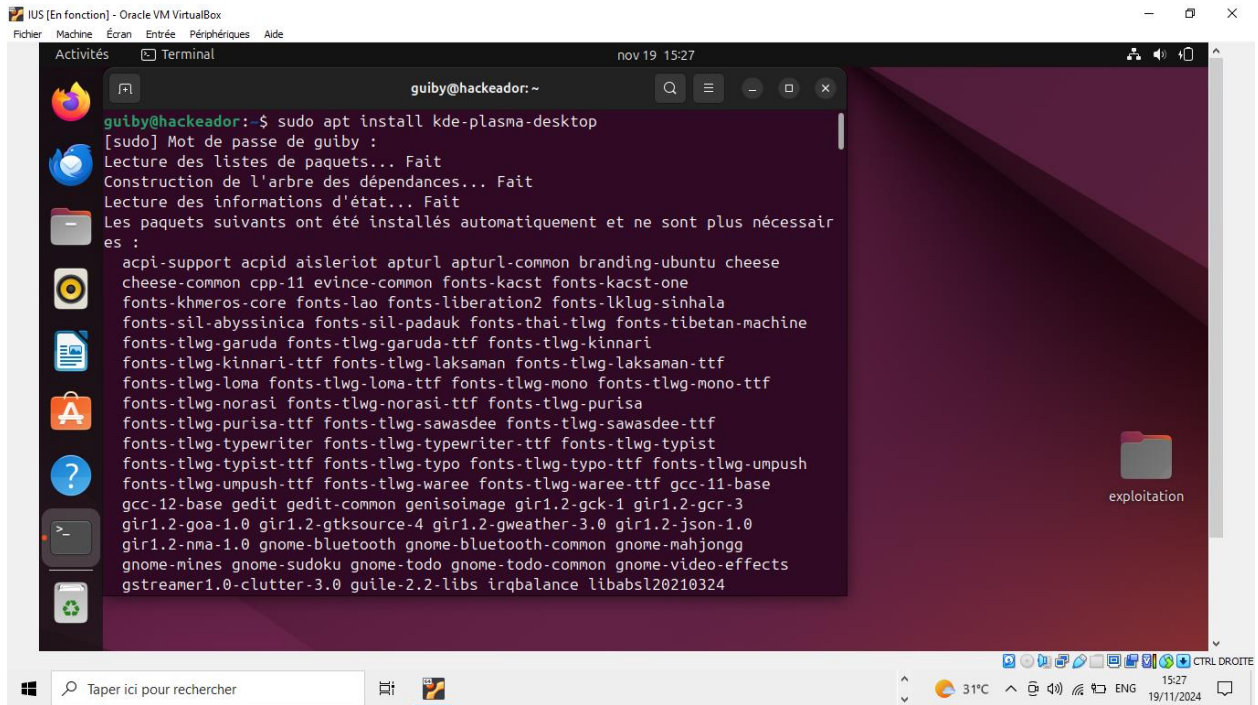 IUS [En fonction] - Oracle VM VirtualBox
Fichier Machine Écran Entrée Périphériques Aide
Activités Terminal nov 19 15:27
guiby@hackeador: ~
guiby@hackeador:~$ sudo apt install kde-plasma-desktop
[sudo] Mot de passe de guiby :
Lecture des listes de paquets... Fait
Construction de l'arbre des dépendances... Fait
Lecture des informations d'état... Fait
Les paquets suivants ont été installés automatiquement et ne sont plus nécessair
es :
acpi-support acpid aisleriot apturl apturl-common branding-ubuntu cheese
cheese-common cpp-11 evince-common fonts-kacst fonts-kacst-one
fonts-khmeros-core fonts-lao fonts-liberation2 fonts-lklug-sinhala
fonts-sil-abyssinica fonts-sil-padauk fonts-thai-tlwg fonts-tibetan-machine
fonts-tlwg-garuda fonts-tlwg-garuda-ttf fonts-tlwg-kinnari
fonts-tlwg-kinnari-ttf fonts-tlwg-laksaman fonts-tlwg-laksaman-ttf
fonts-tlwg-loma fonts-tlwg-loma-ttf fonts-tlwg-mono fonts-tlwg-mono-ttf
fonts-tlwg-norasi fonts-tlwg-norasi-ttf fonts-tlwg-purisa
fonts-tlwg-purisa-ttf fonts-tlwg-sawasdee fonts-tlwg-sawasdee-ttf
fonts-tlwg-typewriter fonts-tlwg-typewriter-ttf fonts-tlwg-typist
fonts-tlwg-typist-ttf fonts-tlwg-typo fonts-tlwg-typo-ttf fonts-tlwg-umpush
fonts-tlwg-umpush-ttf fonts-tlwg-waree fonts-tlwg-waree-ttf gcc-11-base
gcc-12-base gedit gedit-common genisoimage gir1.2-gck-1 gir1.2-gcr-3
gir1.2-goa-1.0 gir1.2-gtksource-4 gir1.2-gweather-3.0 gir1.2-json-1.0
gir1.2-nma-1.0 gnome-bluetooth gnome-bluetooth-common gnome-mahjongg
gnome-mines gnome-sudoku gnome-todo gnome-todo-common gnome-video-effects
gstreamer1.0-clutter-3.0 guile-2.2-libs irqbalance libabsl20210324
exploitation
CTRL DROITE
Taper ici pour rechercher
31°C ENG 15:27
19/11/2024